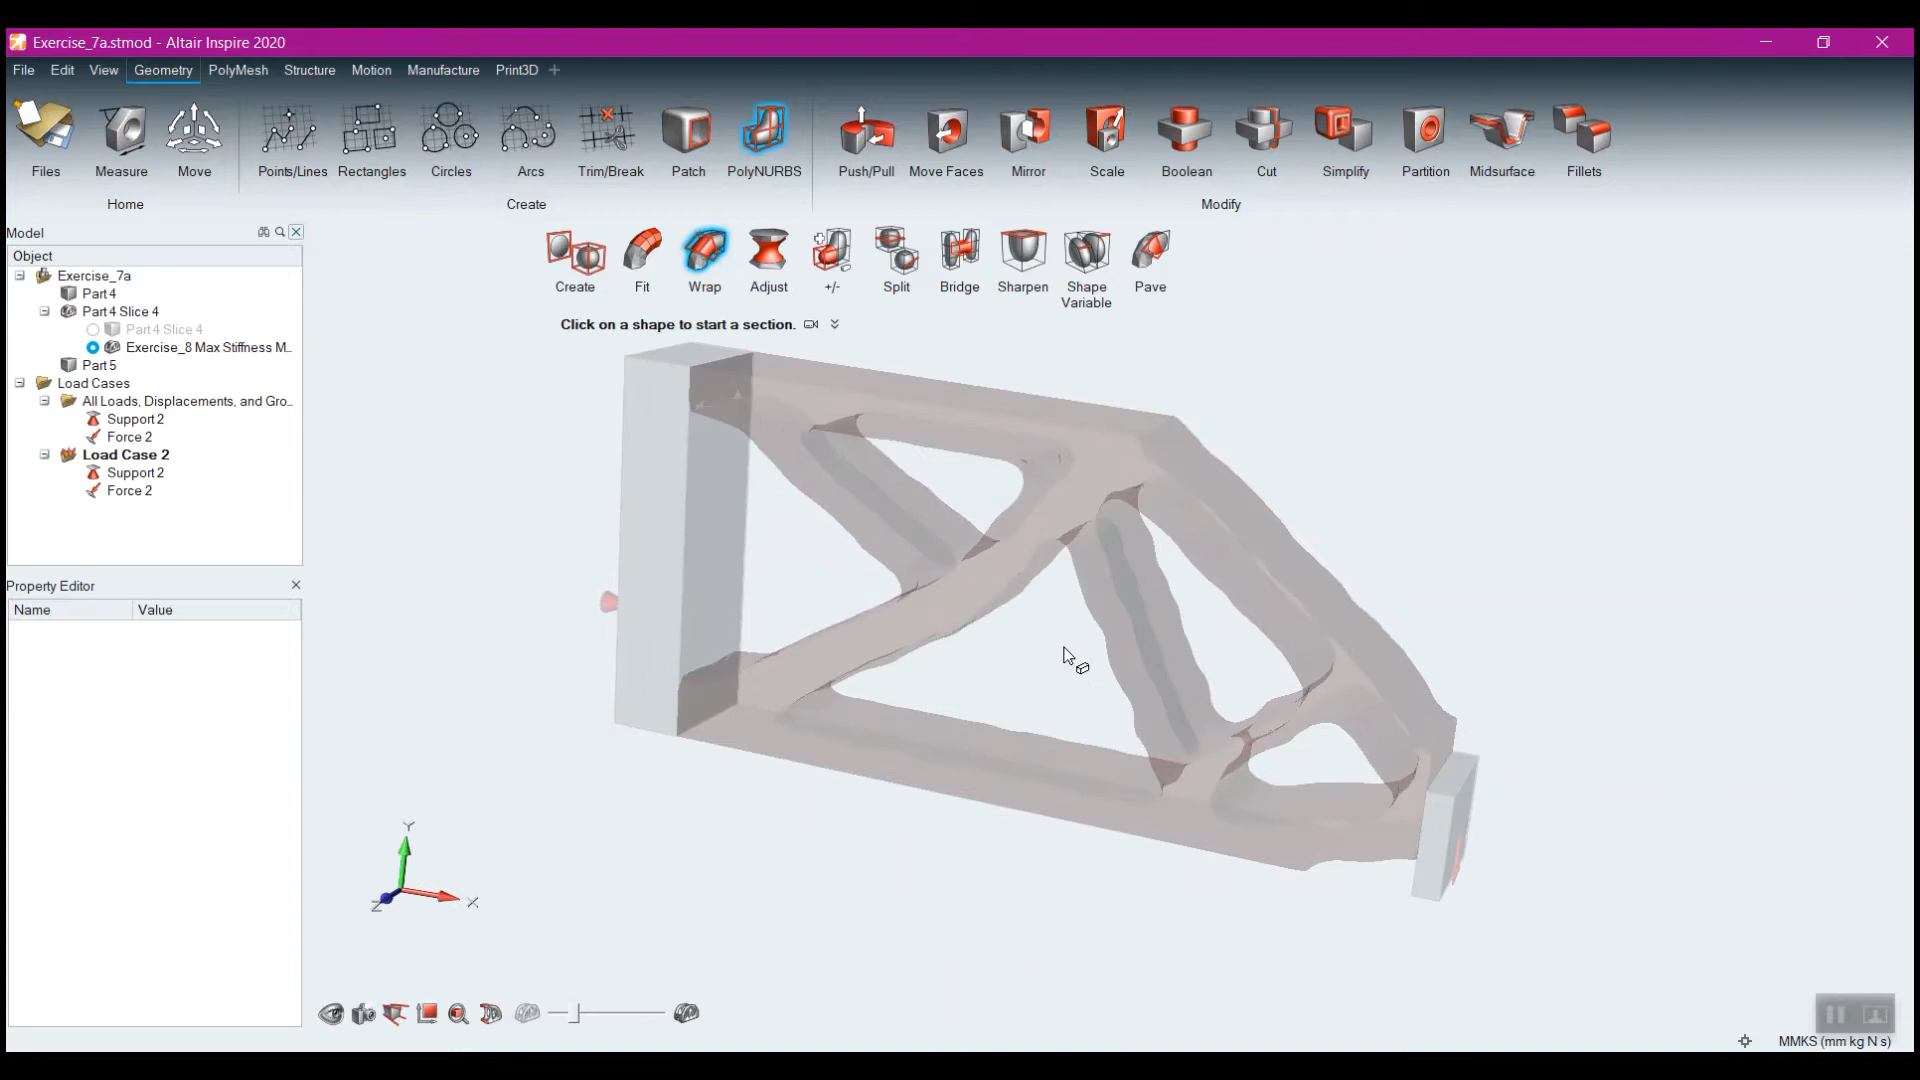 Exercise_7a.stmod - Altair Inspire 2020
File Edit View Geometry PolyMesh Structure Motion Manufacture Print3D +
Files Measure Move Points/Lines Rectangles Circles Arcs Trim/Break Patch PolyNURBS Push/Pull Move Faces Mirror Scale Boolean Cut Simplify Partition Midsurface Fillets
Home Create Modify
Create Fit Wrap Adjust +/- Split Bridge Sharpen Shape Variable Pave
Click on a shape to start a section.
Model
Object
Exercise_7a
Part 4
Part 4 Slice 4
Part 4 Slice 4
Exercise_8 Max Stiffness M..
Part 5
Load Cases
All Loads, Displacements, and Gro..
Support 2
Force 2
Load Case 2
Support 2
Force 2
Property Editor
Name Value
Y
X
Z
MMKS (mm kg N s)